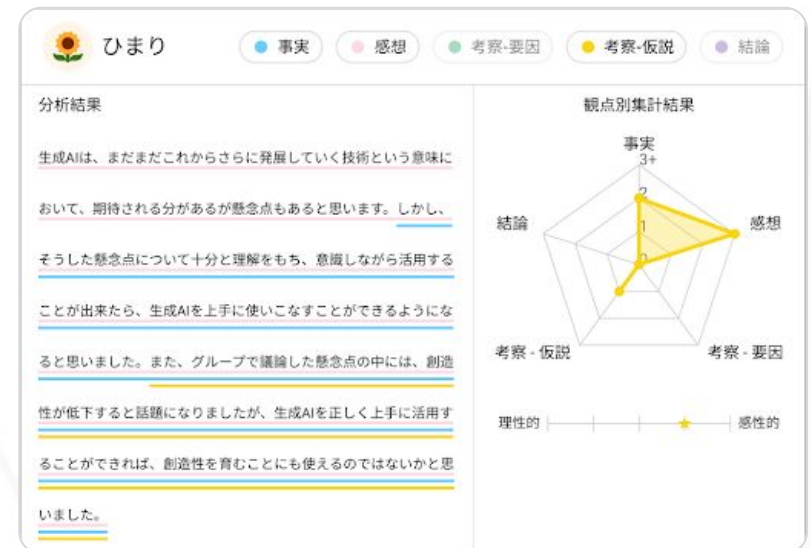 ひまり
事実
感想
考察-要因
考察-仮説
結論
分析結果
生成AIは、まだまだこれからさらに発展していく技術という意味に
おいて、期待される分があるが懸念点もあると思います。しかし、
そうした懸念点について十分と理解をもち、意識しながら活用する
ことが出来たら、生成AIを上手に使いこなすことができるようにな
ると思いました。また、グループで議論した懸念点の中には、創造
性が低下すると話題になりましたが、生成AIを正しく上手に活用す
ることができれば、創造性を育むことにも使えるのではないかと思
いました。
観点別集計結果
事実
3+
2
1
0
感想
考察 - 要因
考察 - 仮説
結論
理性的
感性的